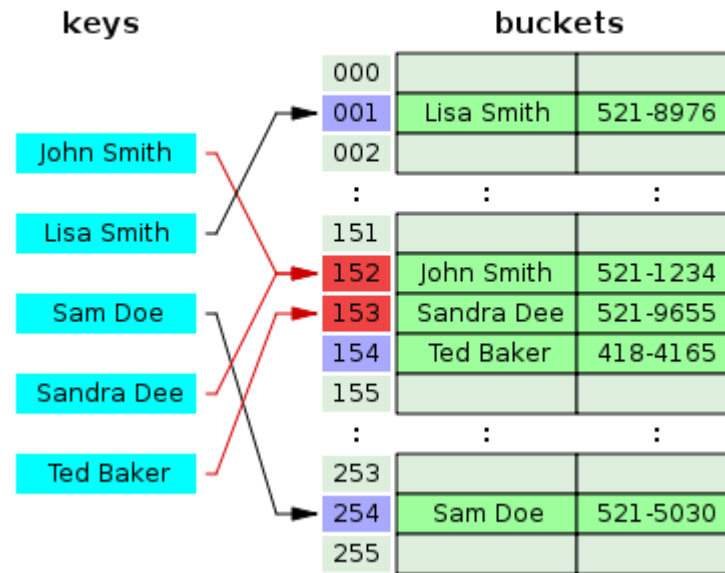 keys buckets
000
001 Lisa Smith 521-8976
John Smith 002
: : :
Lisa Smith 151
152 John Smith 521-1234
Sam Doe 153 Sandra Dee 521-9655
154 Ted Baker 418-4165
Sandra Dee 155
: : :
Ted Baker 253
254 Sam Doe 521-5030
255